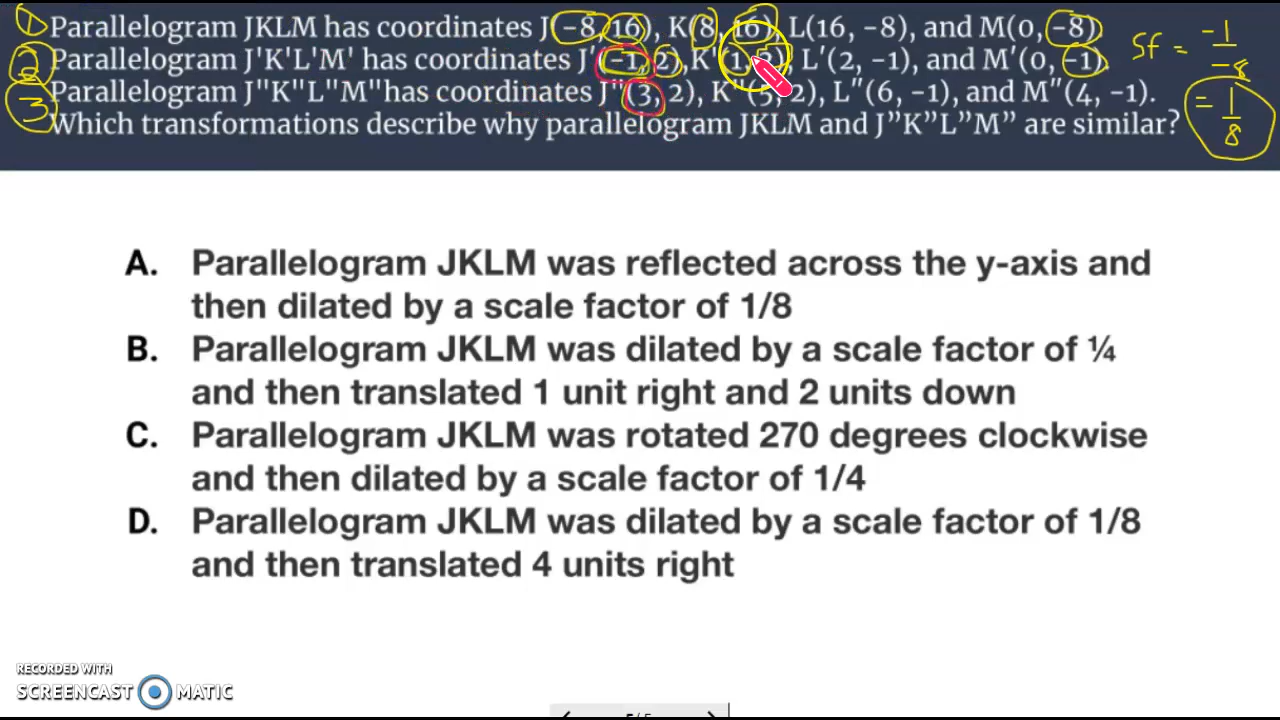 1 Parallelogram JKLM has coordinates J(−8, 16), K(8, 16), L(16, −8), and M(0, −8).
2 Parallelogram J'K'L'M' has coordinates J′(−1, 2), K′(1, 2), L′(2, −1), and M′(0, −1).
3 Parallelogram J"K"L"M"has coordinates J"(3, 2), K"(5, 2), L″(6, −1), and M″(4, −1).
Which transformations describe why parallelogram JKLM and J”K”L”M” are similar?
Sf = -1/-8
= 1/8
A. Parallelogram JKLM was reflected across the y-axis and
then dilated by a scale factor of 1/8
B. Parallelogram JKLM was dilated by a scale factor of ¼
and then translated 1 unit right and 2 units down
C. Parallelogram JKLM was rotated 270 degrees clockwise
and then dilated by a scale factor of 1/4
D. Parallelogram JKLM was dilated by a scale factor of 1/8
and then translated 4 units right
RECORDED WITH
SCREENCAST MATIC